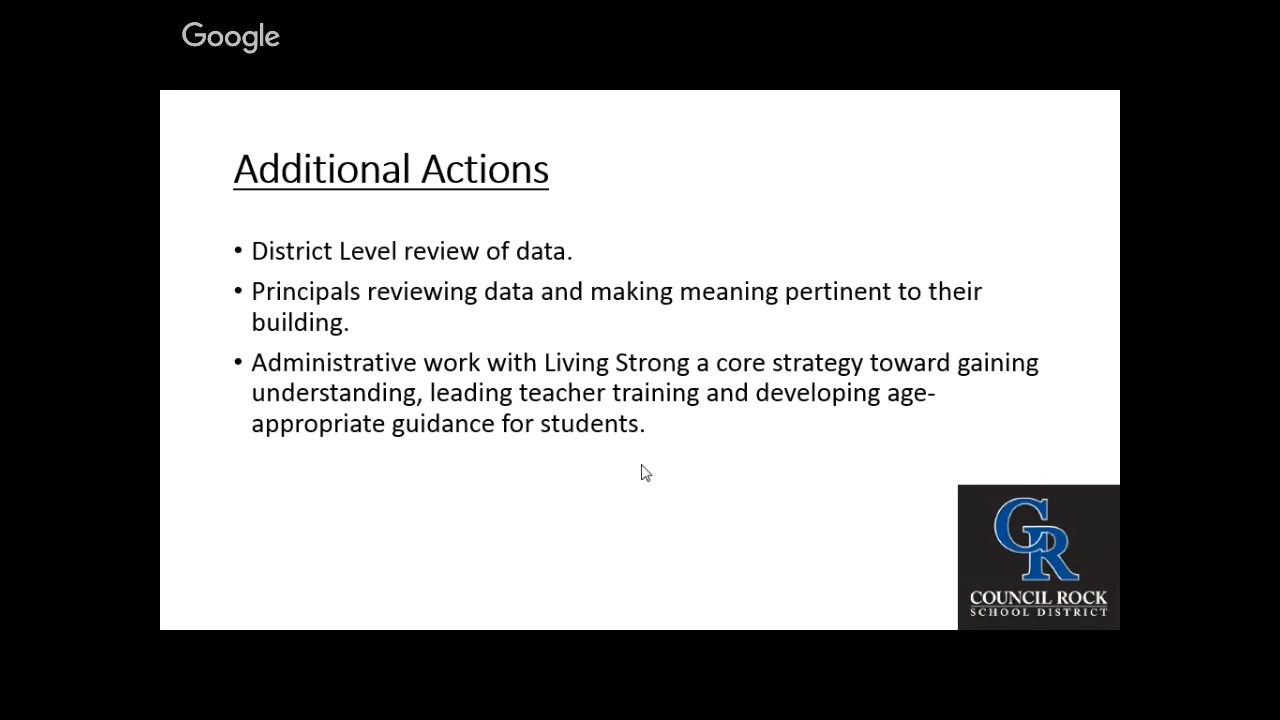 Google
Additional Actions
• District Level review of data.
• Principals reviewing data and making meaning pertinent to their
building.
• Administrative work with Living Strong a core strategy toward gaining
understanding, leading teacher training and developing age-
appropriate guidance for students.
CR
COUNCIL ROCK
SCHOOL DISTRICT